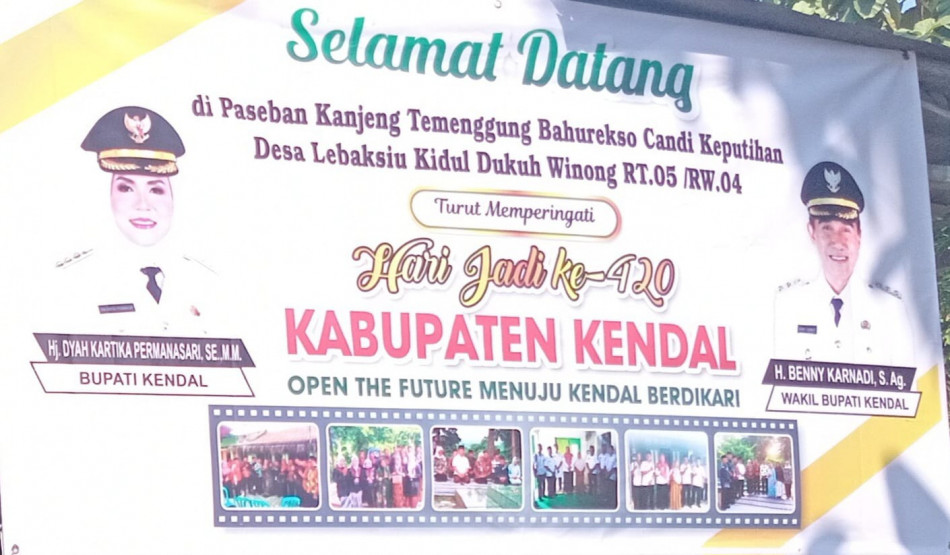 Selamat Datang
di Paseban Kanjeng Temenggung Bahurekso Candi Keputihan
Desa Lebaksiu Kidul Dukuh Winong RT.05 /RW.04
Turut Memperingati
Hari Jadi ke-420
KABUPATEN KENDAL
OPEN THE FUTURE MENUJU KENDAL BERDIKARI
Hj. DYAH KARTIKA PERMANASARI, SE.,M.M.
BUPATI KENDAL
H. BENNY KARNADI, S. Ag.
WAKIL BUPATI KENDAL